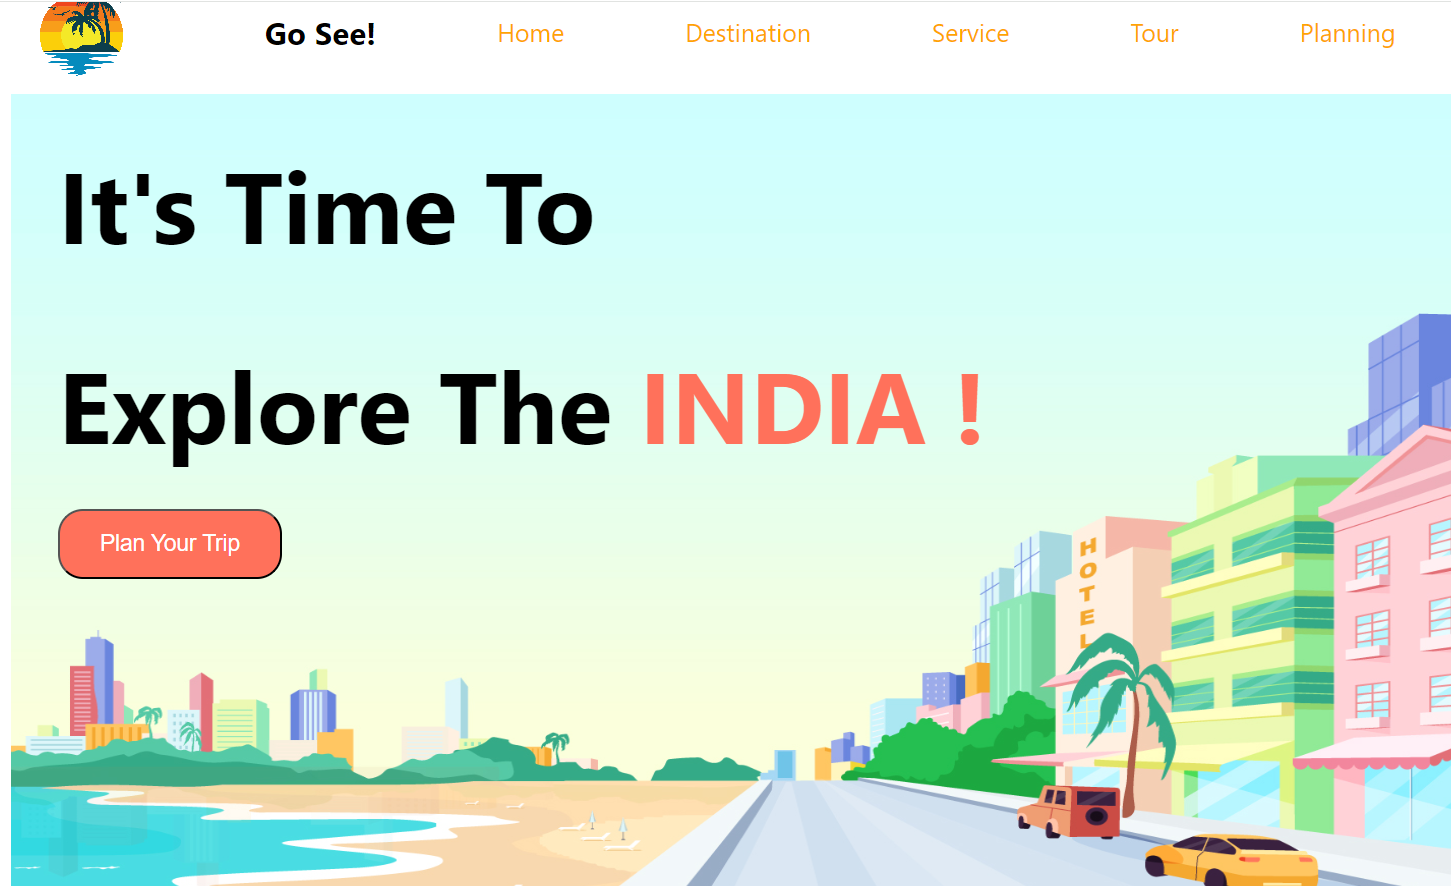 Go See! Home Destination Service Tour Planning
It's Time To
Explore The INDIA !
Plan Your Trip
HOTEL